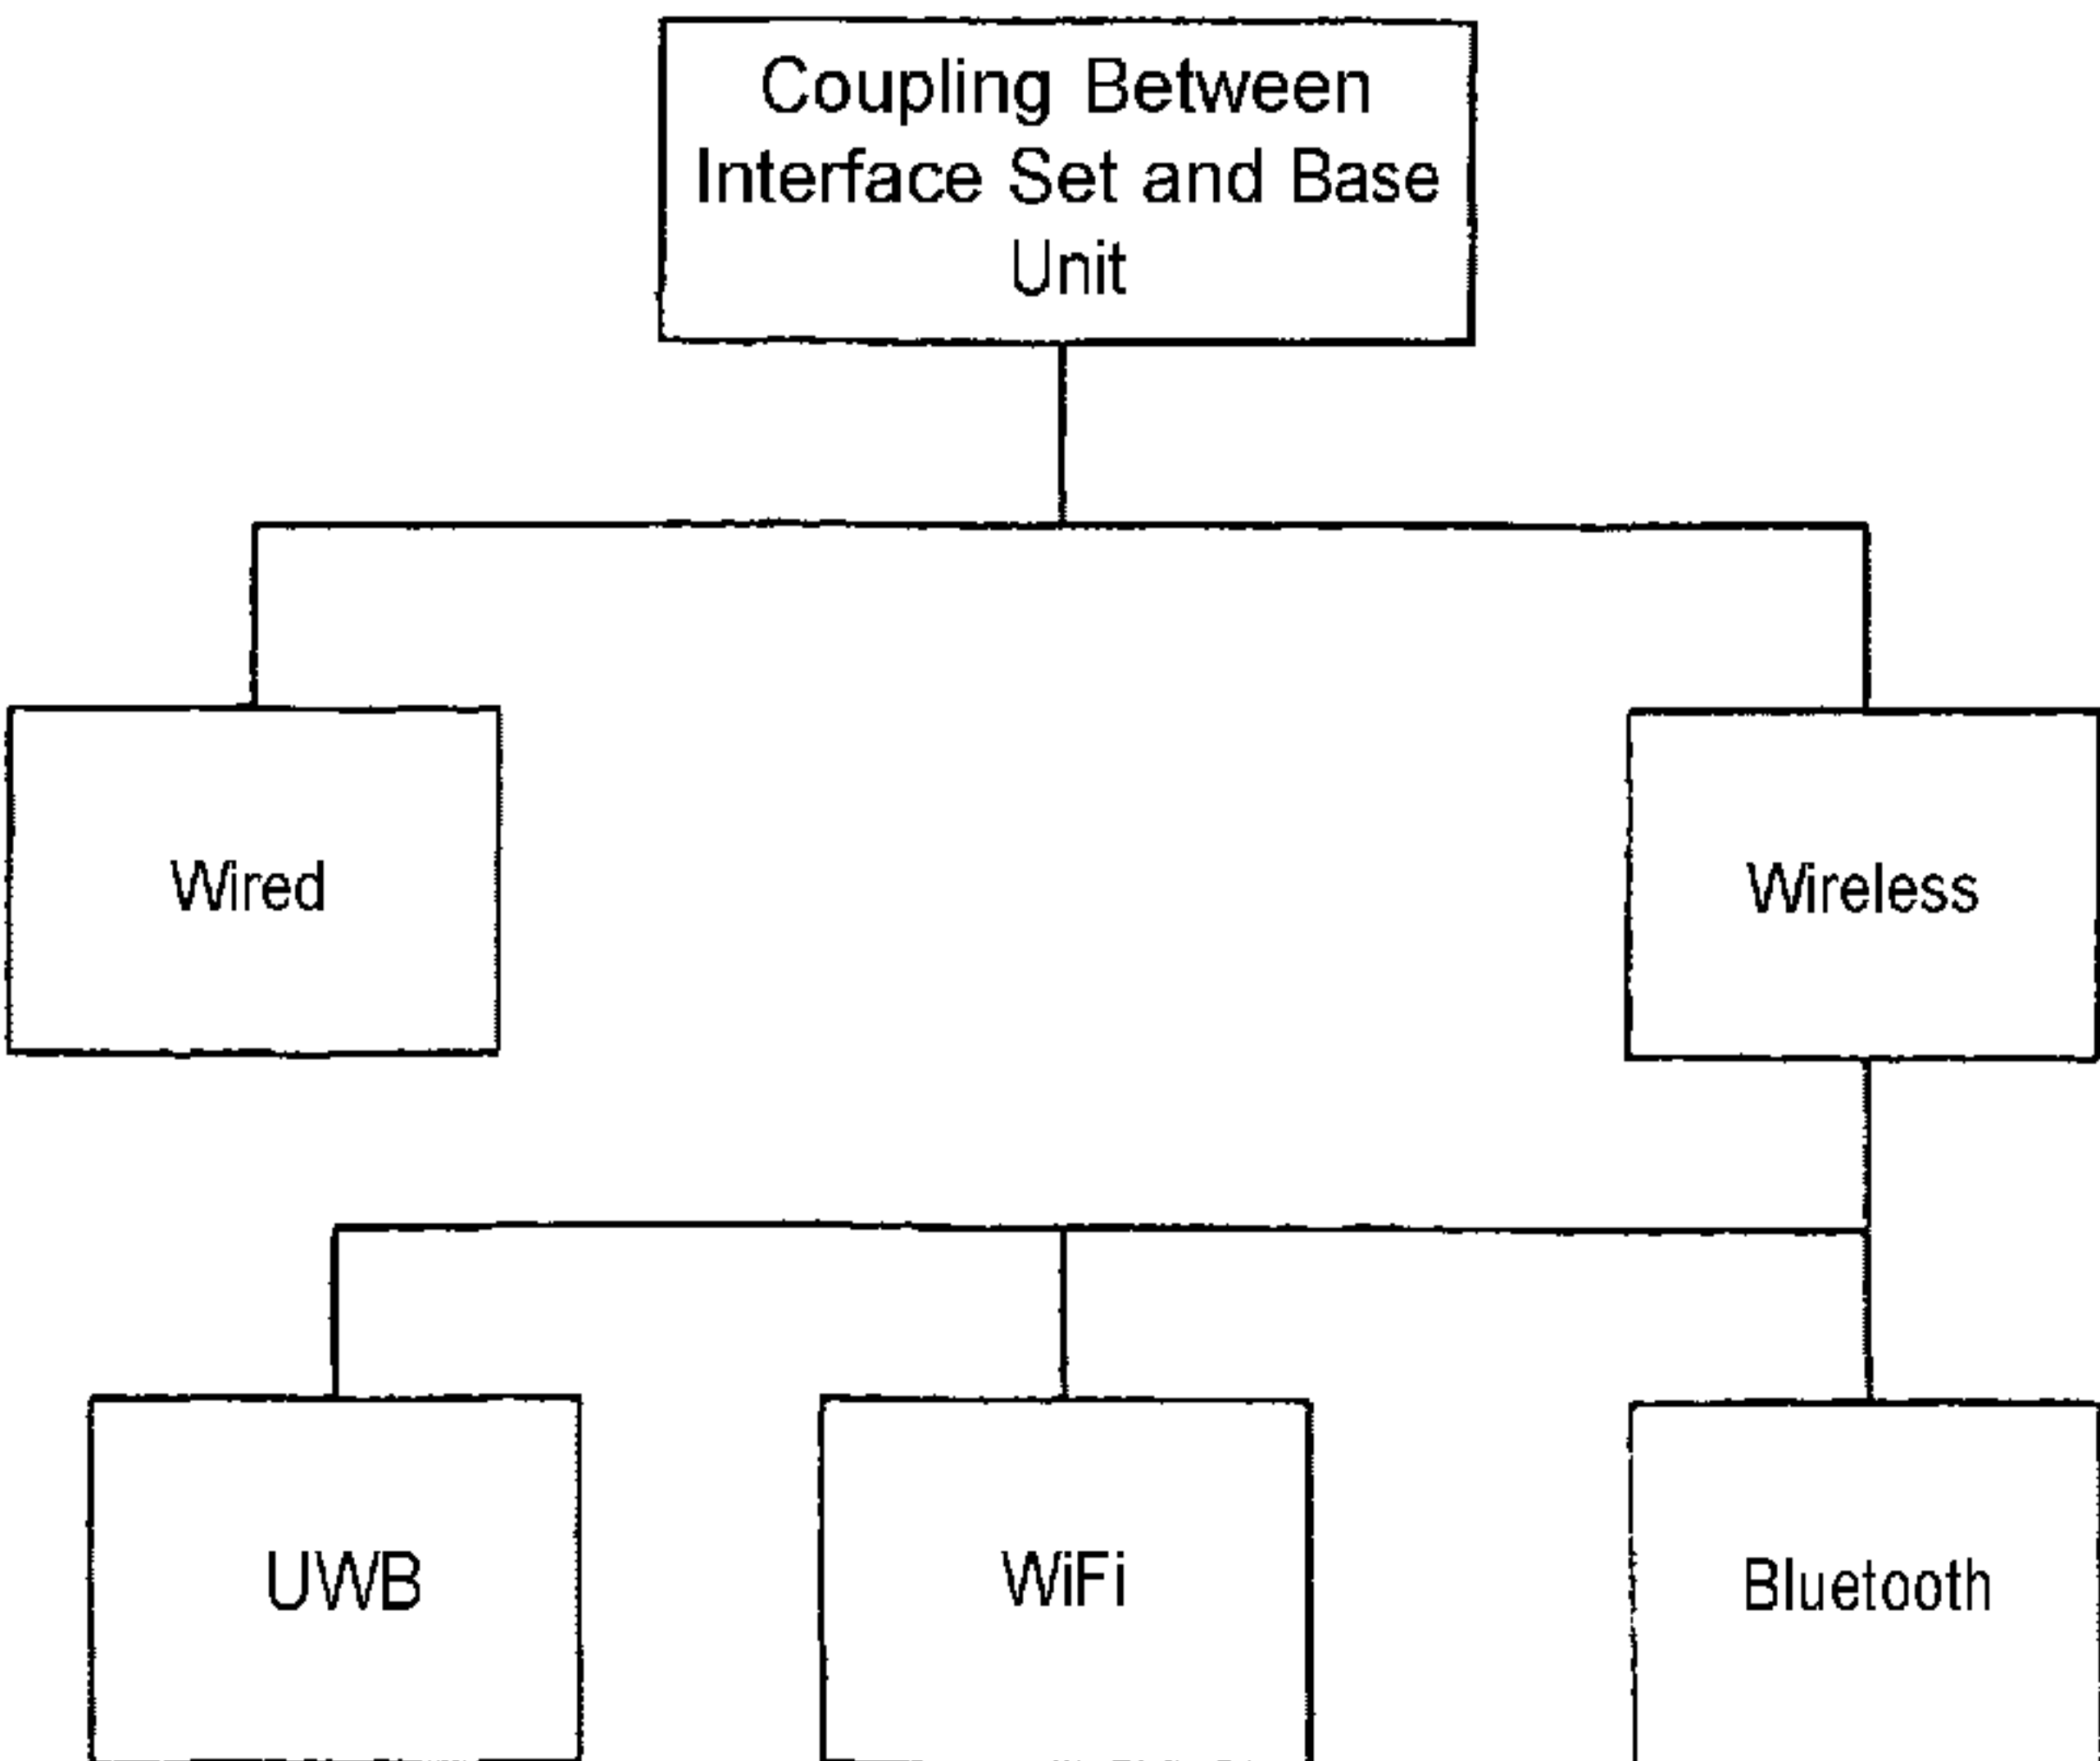 Coupling Between
Interface Set and Base
Unit
Wired
Wireless
UWB
WiFi
Bluetooth